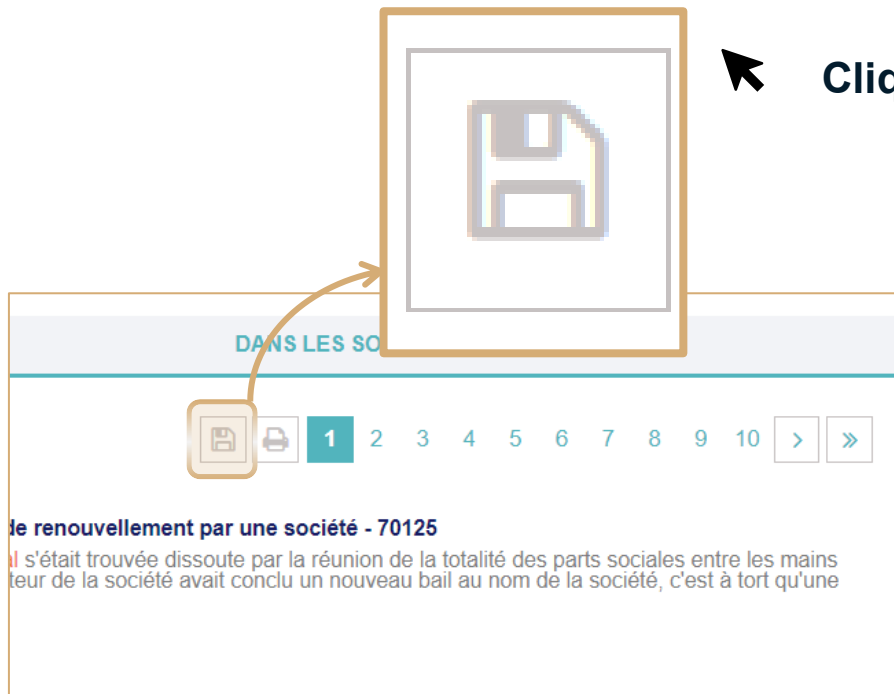 Cliq
DANS LES SO
1 2 3 4 5 6 7 8 9 10 > »
de renouvellement par une société - 70125
al s'était trouvée dissoute par la réunion de la totalité des parts sociales entre les mains
teur de la société avait conclu un nouveau bail au nom de la société, c'est à tort qu'une